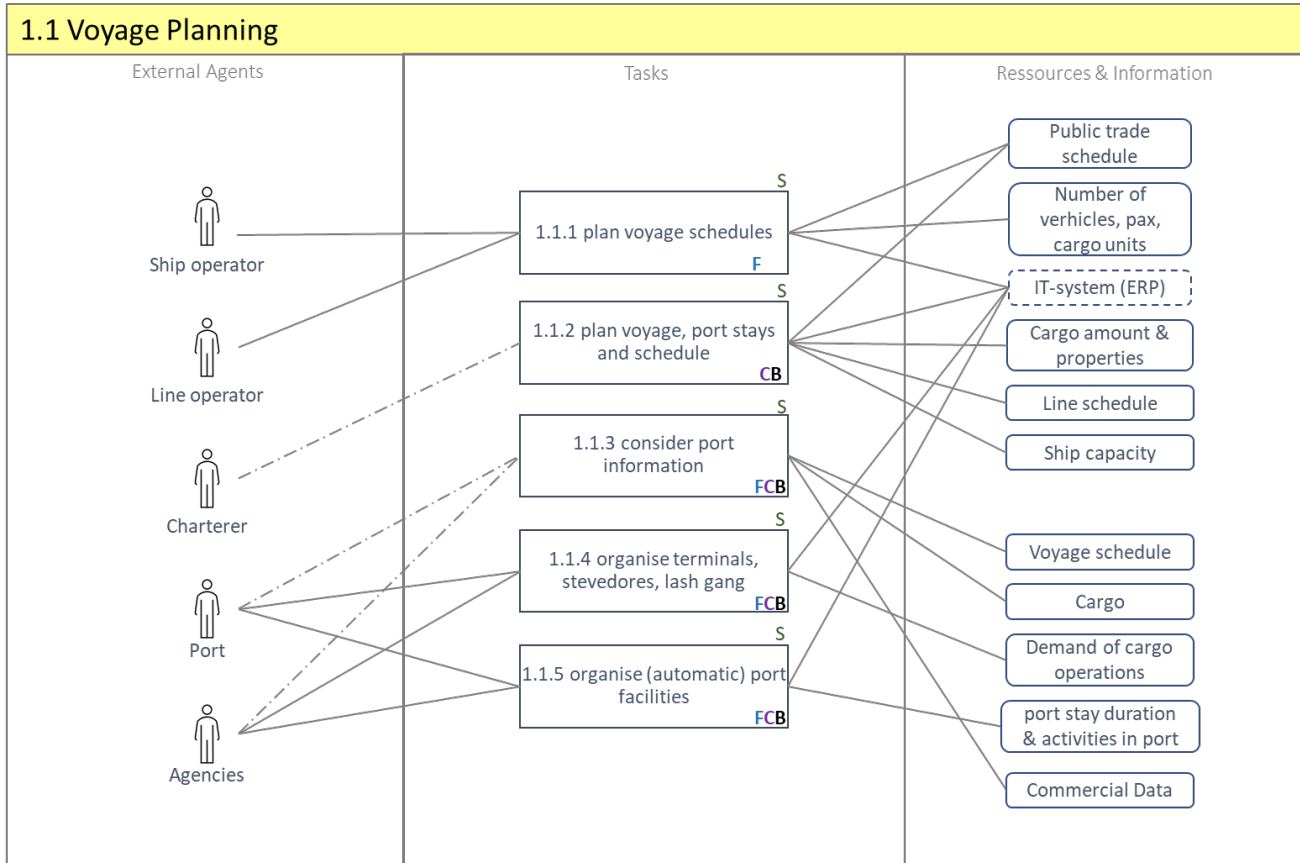 1.1 Voyage Planning
External Agents
Ship operator
Line operator
Charterer
Port
Agencies
Tasks
S
1.1.1 plan voyage schedules
F
S
1.1.2 plan voyage, port stays
and schedule
CB
S
1.1.3 consider port
information
FCB
S
1.1.4 organise terminals,
stevedores, lash gang
FCB
S
1.1.5 organise (automatic) port
facilities
FCB
Ressources & Information
Public trade
schedule
Number of
verhicles, pax,
cargo units
IT-system (ERP)
Cargo amount &
properties
Line schedule
Ship capacity
Voyage schedule
Cargo
Demand of cargo
operations
port stay duration
& activities in port
Commercial Data